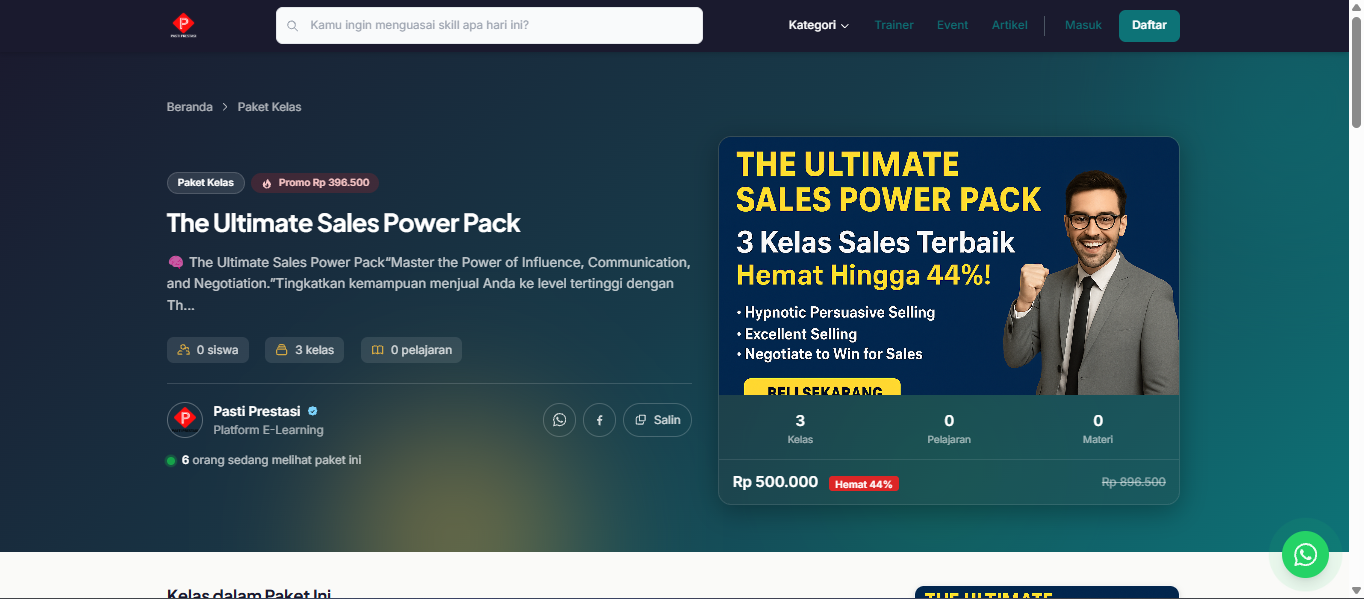 PASTI PRESTASI
Kamu ingin menguasai skill apa hari ini?
Kategori
Trainer
Event
Artikel
Masuk
Daftar
Beranda > Paket Kelas
Paket Kelas
Promo Rp 396.500
The Ultimate Sales Power Pack
🧠 The Ultimate Sales Power Pack“Master the Power of Influence, Communication,
and Negotiation.”Tingkatkan kemampuan menjual Anda ke level tertinggi dengan
Th...
0 siswa
3 kelas
0 pelajaran
Pasti Prestasi
Platform E-Learning
Salin
6 orang sedang melihat paket ini
THE ULTIMATE
SALES POWER PACK
3 Kelas Sales Terbaik
Hemat Hingga 44%!
• Hypnotic Persuasive Selling
• Excellent Selling
• Negotiate to Win for Sales
BELI SEKARANG
3
Kelas
0
Pelajaran
0
Materi
Rp 500.000
Hemat 44%
Rp 896.500
Kelas dalam Paket Ini
THE ULTIMATE